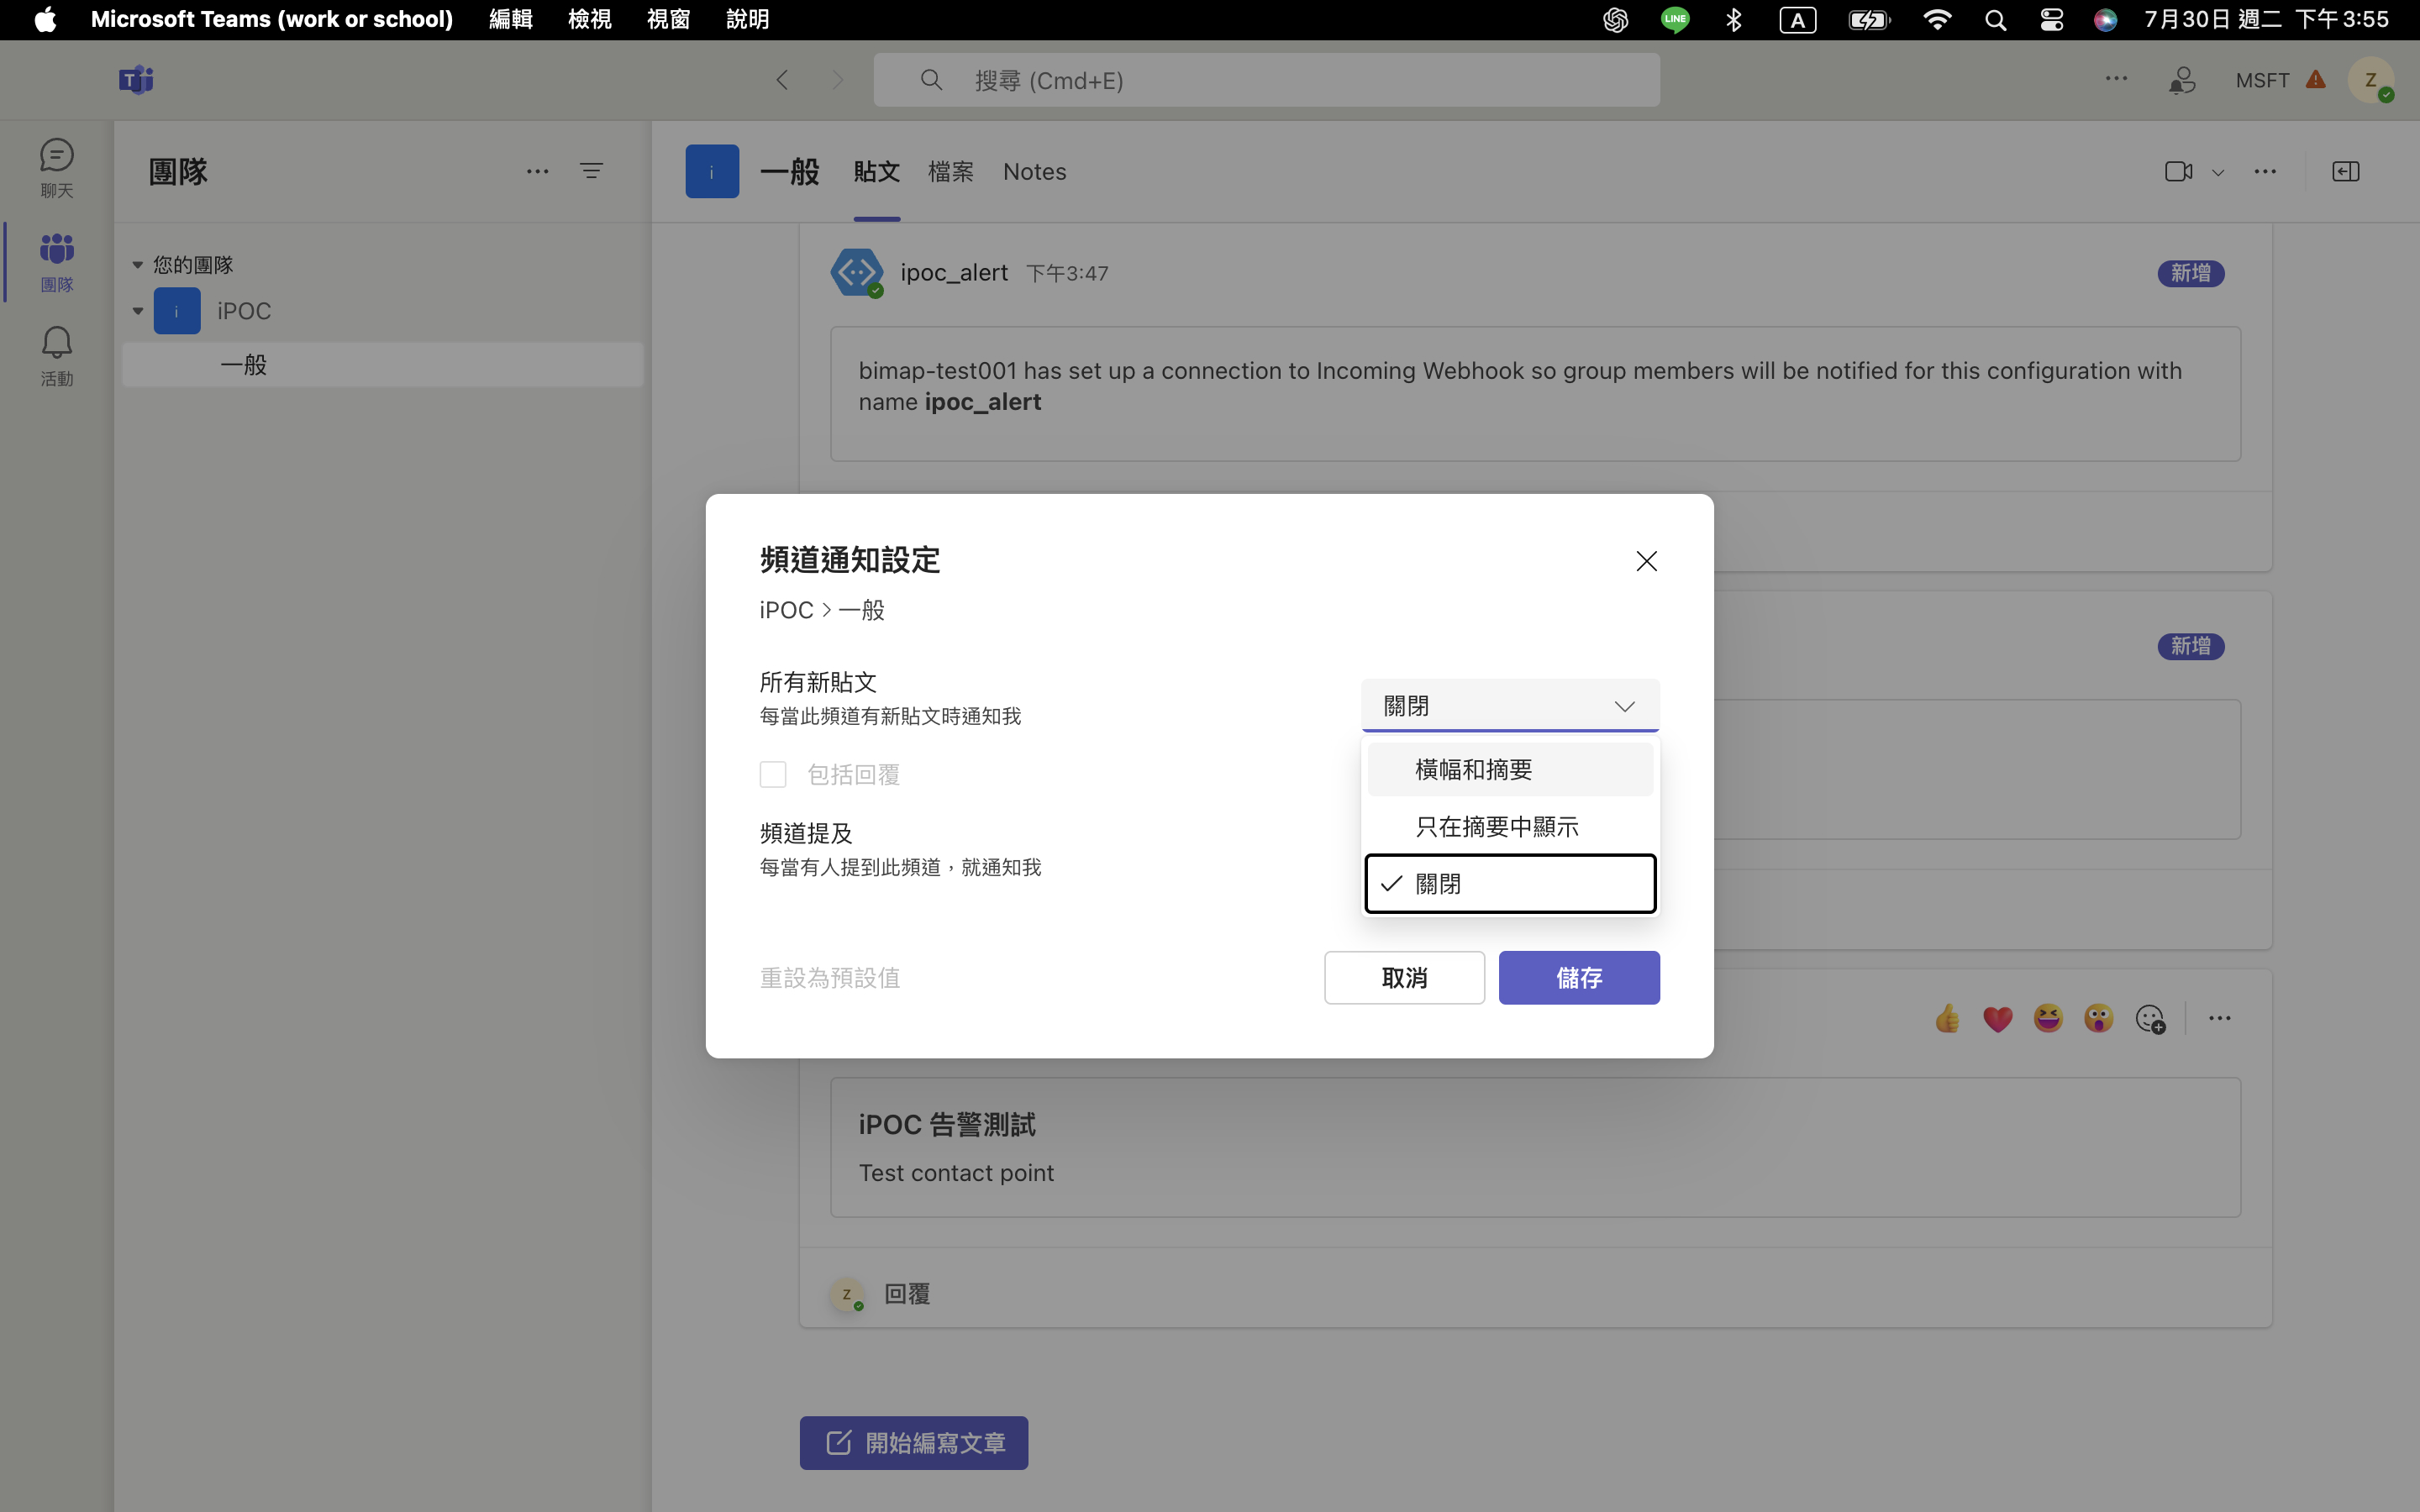 Microsoft Teams (work or school) 編輯 檢視 視窗 說明 LINE A 7月30日 週二 下午3:55
T 搜尋 (Cmd+E) MSFT Z
聊天
團隊
活動
團隊
您的團隊
i iPOC
一般
i 一般 貼文 檔案 Notes
ipoc_alert 下午3:47 新增
bimap-test001 has set up a connection to Incoming Webhook so group members will be notified for this configuration with
name ipoc_alert
新增
頻道通知設定
iPOC > 一般
所有新貼文
每當此頻道有新貼文時通知我
關閉
包括回覆
橫幅和摘要
只在摘要中顯示
關閉
頻道提及
每當有人提到此頻道，就通知我
重設為預設值 取消 儲存
iPOC 告警測試
Test contact point
Z 回覆
開始編寫文章